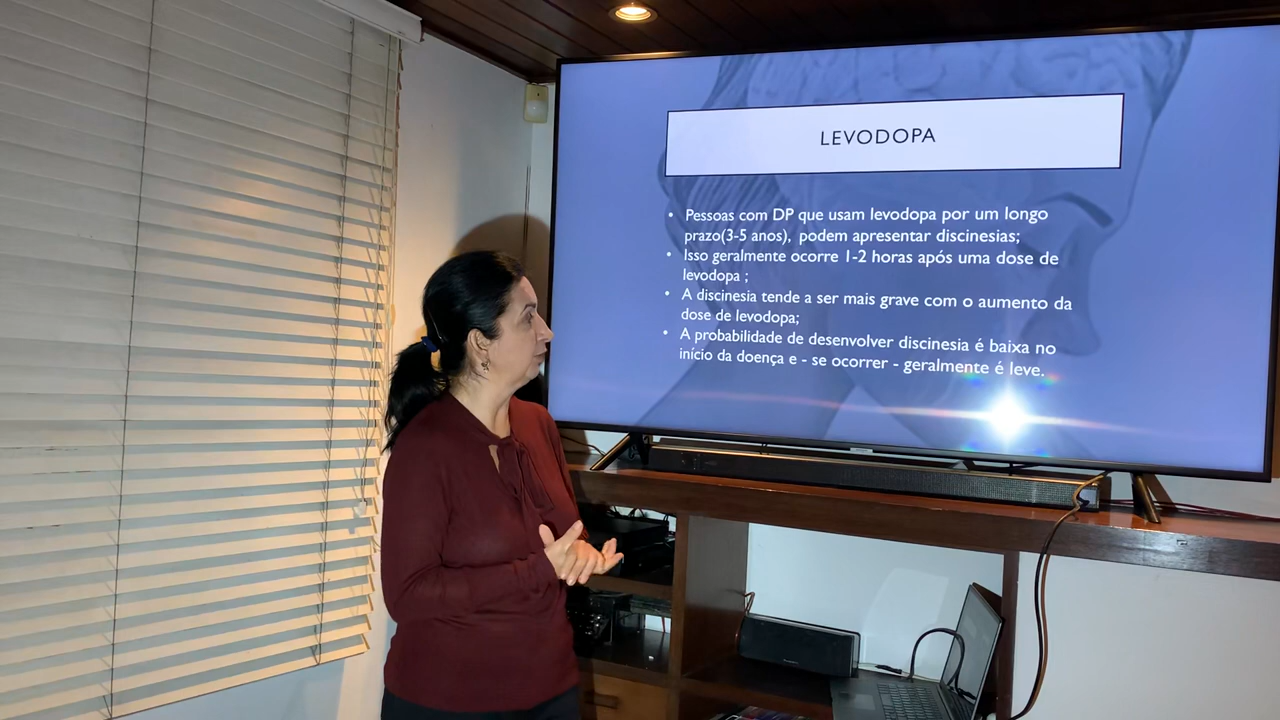 LEVODOPA
• Pessoas com DP que usam levodopa por um longo
prazo(3-5 anos), podem apresentar discinesias;
• Isso geralmente ocorre 1-2 horas após uma dose de
levodopa ;
• A discinesia tende a ser mais grave com o aumento da
dose de levodopa;
• A probabilidade de desenvolver discinesia é baixa no
início da doença e - se ocorrer - geralmente é leve.